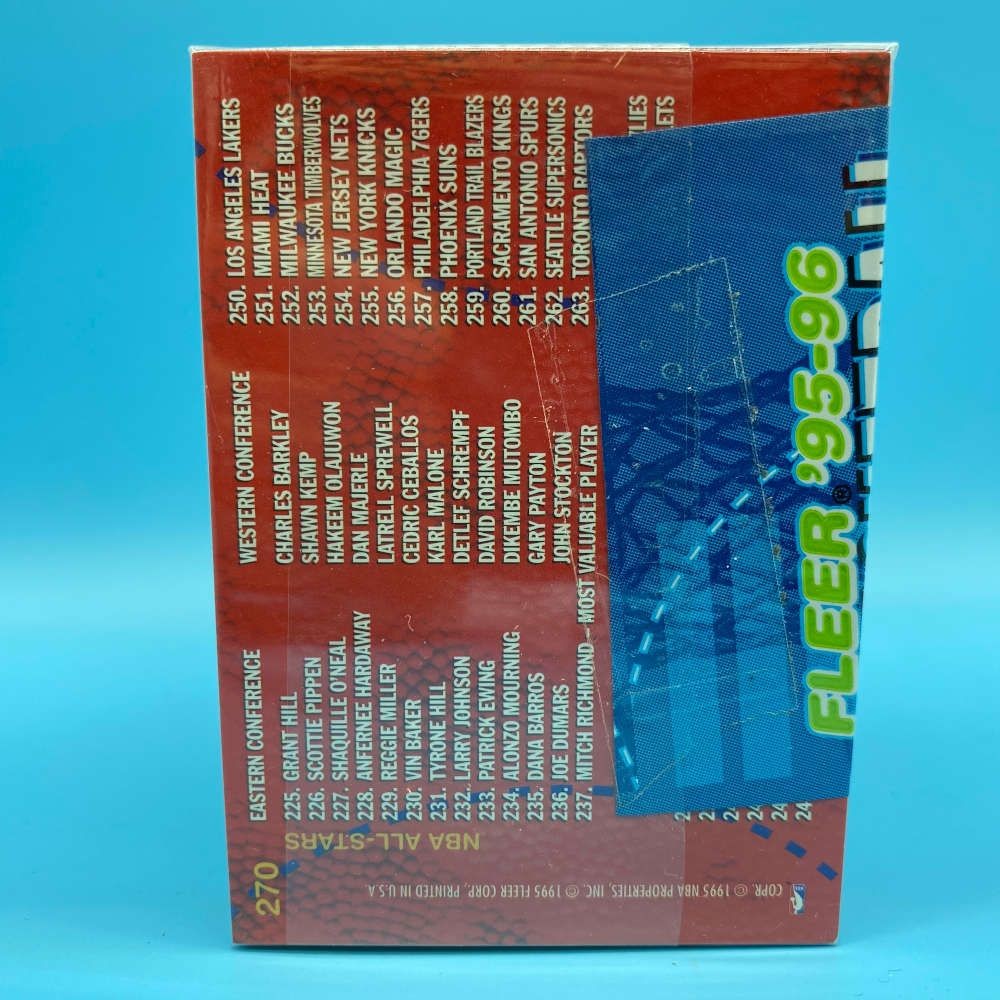 270
NBA ALL-STARS
EASTERN CONFERENCE
225. GRANT HILL
226. SCOTTIE PIPPEN
227. SHAQUILLE O'NEAL
228. ANFERNEE HARDAWAY
229. REGGIE MILLER
230. VIN BAKER
231. TYRONE HILL
232. LARRY JOHNSON
233. PATRICK EWING
234. ALONZO MOURNING
235. DANA BARROS
236. JOE DUMARS
237. MITCH RICHMOND - MOST VALUABLE PLAYER
WESTERN CONFERENCE
CHARLES BARKLEY
SHAWN KEMP
HAKEEM OLAJUWON
DAN MAJERLE
LATRELL SPREWELL
CEDRIC CEBALLOS
KARL MALONE
DETLEF SCHREMPF
DAVID ROBINSON
DIKEMBE MUTOMBO
GARY PAYTON
JOHN STOCKTON
250. LOS ANGELES LAKERS
251. MIAMI HEAT
252. MILWAUKEE BUCKS
253. MINNESOTA TIMBERWOLVES
254. NEW JERSEY NETS
255. NEW YORK KNICKS
256. ORLANDO MAGIC
257. PHILADELPHIA 76ERS
258. PHOENIX SUNS
259. PORTLAND TRAIL BLAZERS
260. SACRAMENTO KINGS
261. SAN ANTONIO SPURS
262. SEATTLE SUPERSONICS
263. TORONTO RAPTORS
FLEER® '95-96
COPR. © 1995 NBA PROPERTIES, INC. © 1995 FLEER CORP. PRINTED IN U.S.A